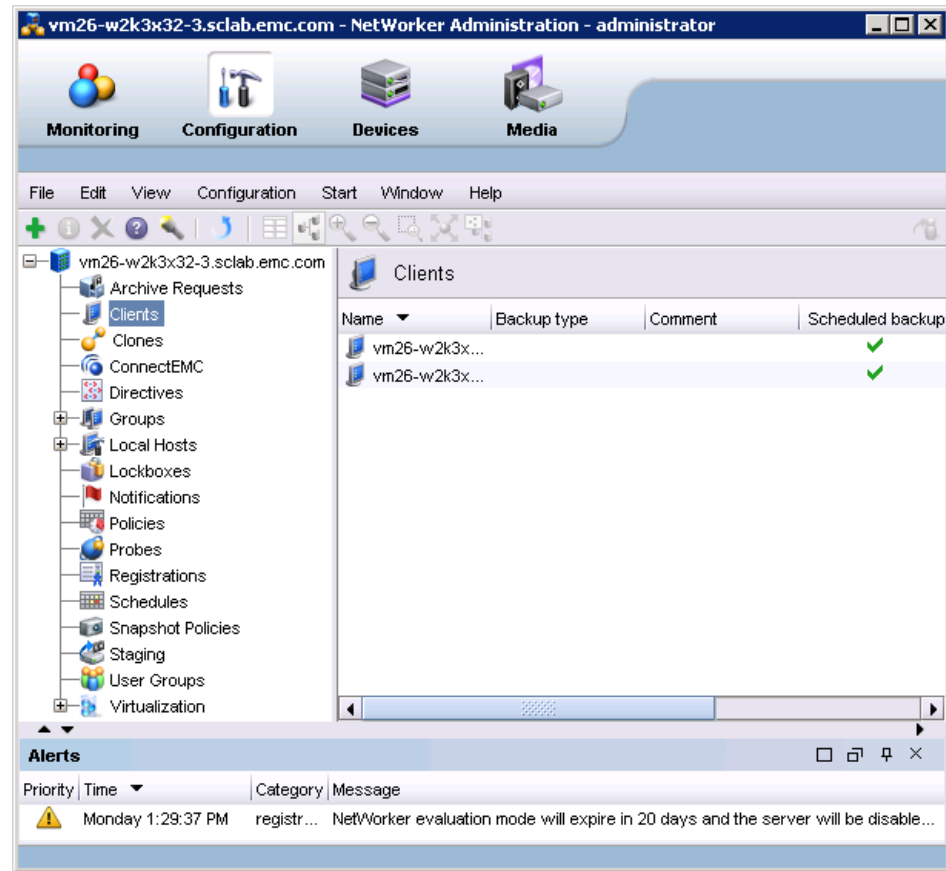 vm26-w2k3x32-3.sclab.emc.com - NetWorker Administration - administrator
Monitoring Configuration Devices Media
File Edit View Configuration Start Window Help
vm26-w2k3x32-3.sclab.emc.com
Archive Requests
Clients
Clones
ConnectEMC
Directives
Groups
Local Hosts
Lockboxes
Notifications
Policies
Probes
Registrations
Schedules
Snapshot Policies
Staging
User Groups
Virtualization
Clients
Name Backup type Comment Scheduled backup
vm26-w2k3x...
vm26-w2k3x...
Alerts
Priority Time Category Message
Monday 1:29:37 PM registr... NetWorker evaluation mode will expire in 20 days and the server will be disable...